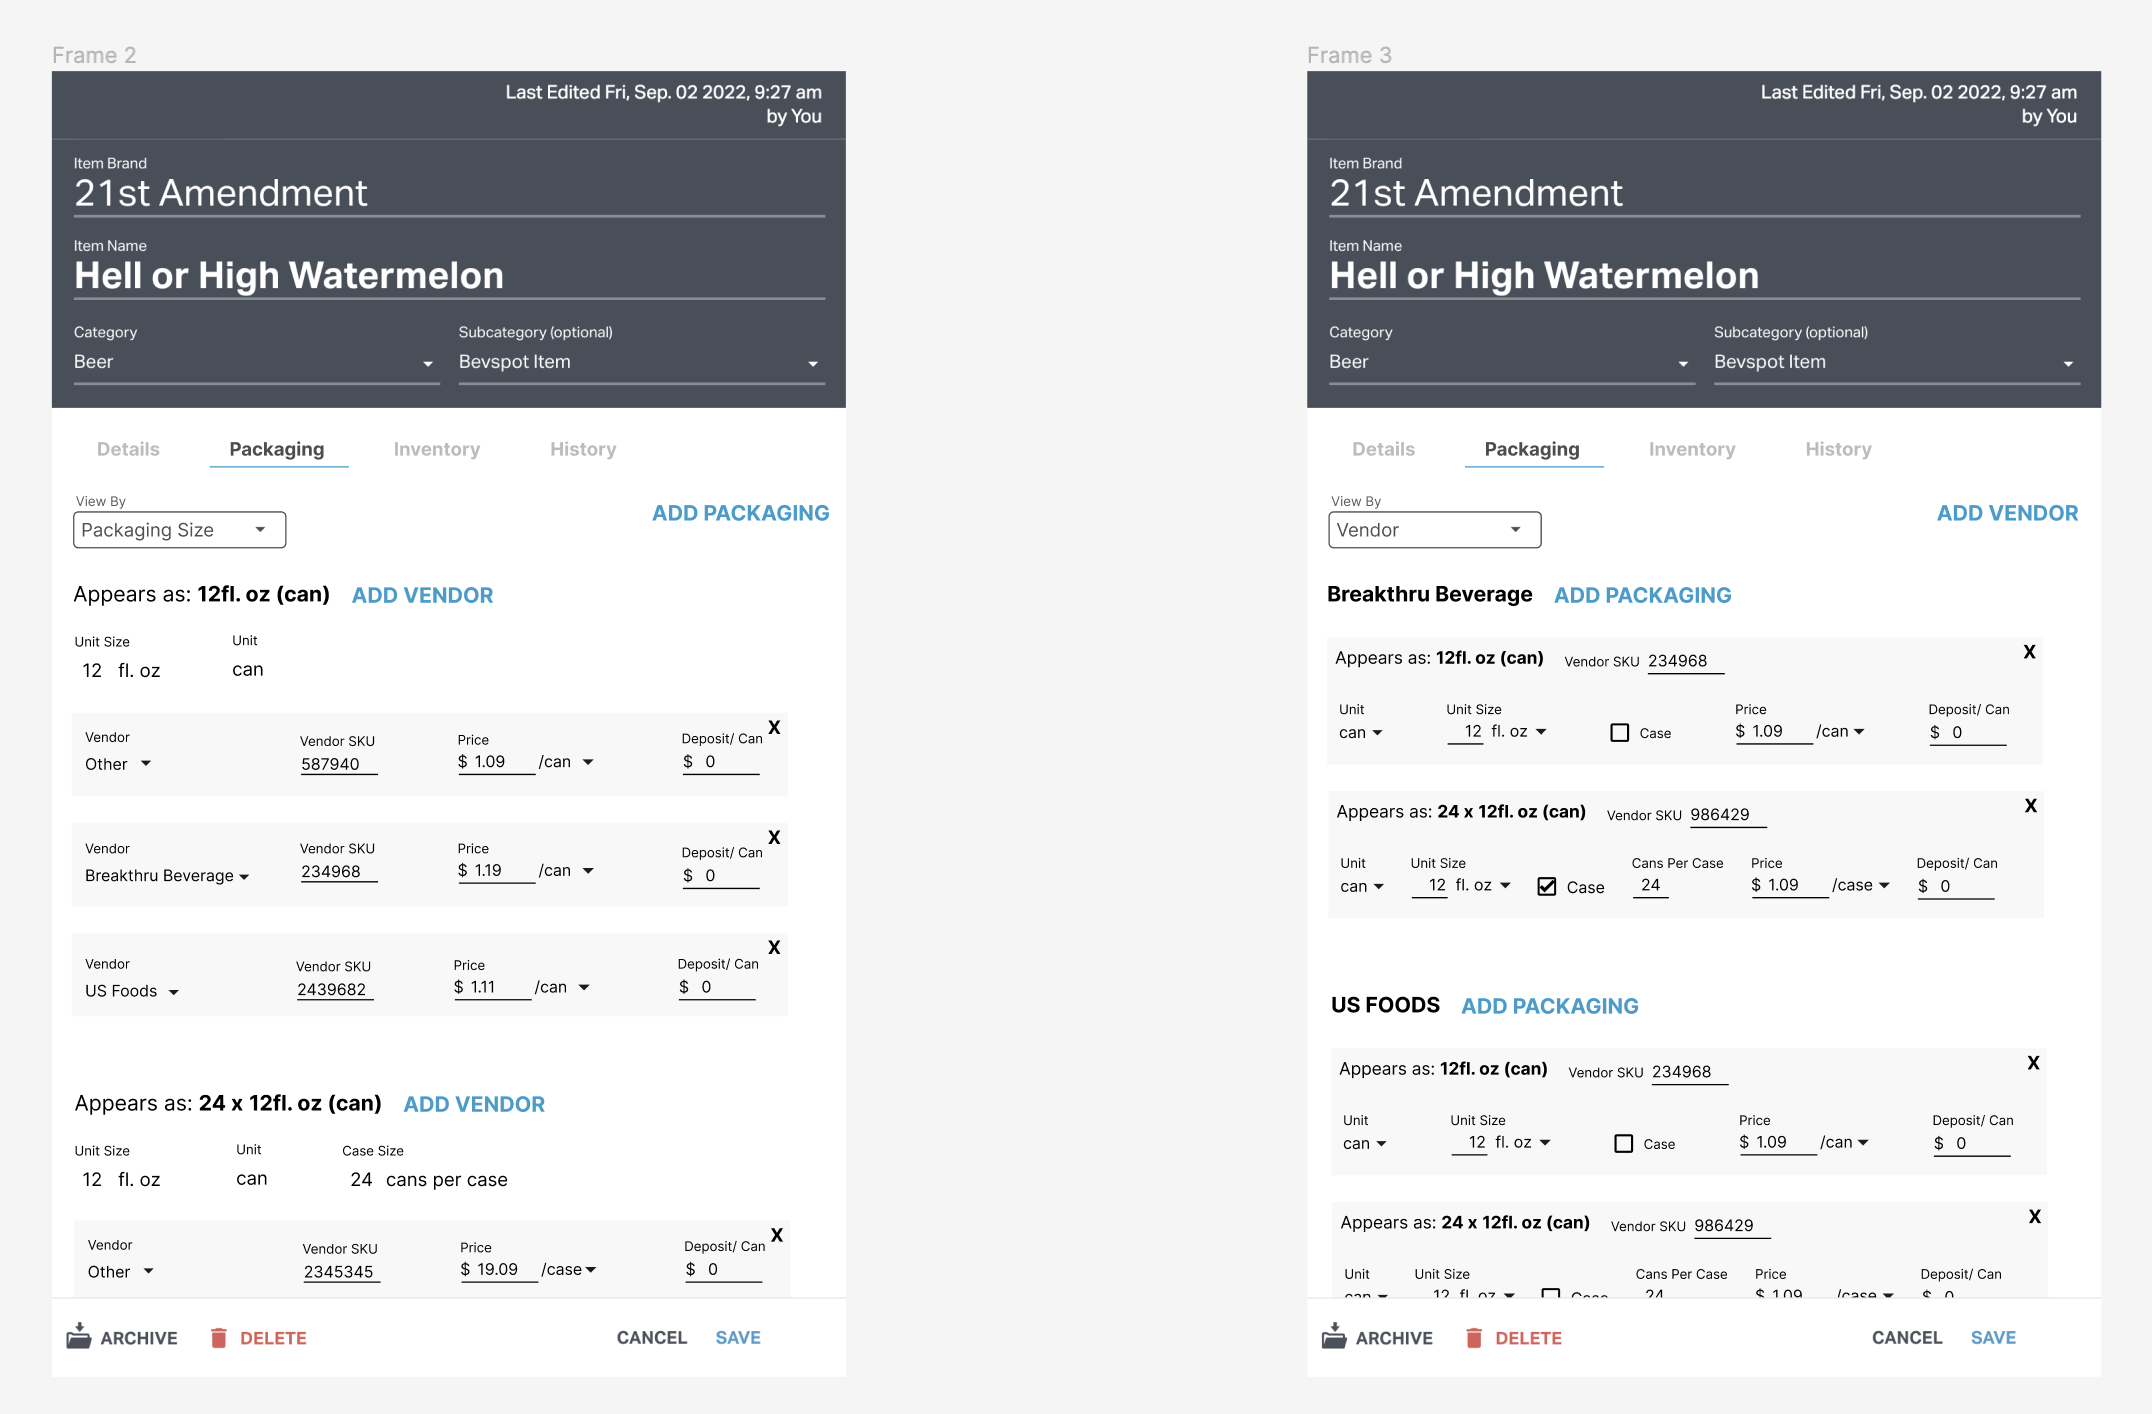 Frame 2
Last Edited Fri, Sep. 02 2022, 9:27 am
by You
Item Brand
21st Amendment
Item Name
Hell or High Watermelon
Category Subcategory (optional)
Beer Bevspot Item
Details Packaging Inventory History
View By
Packaging Size
ADD PACKAGING
Appears as: 12fl. oz (can) ADD VENDOR
Unit Size Unit
12 fl. oz can
Vendor Vendor SKU Price Deposit/ Can X
Other 587940 $ 1.09 /can $ 0
Vendor Vendor SKU Price Deposit/ Can X
Breakthru Beverage 234968 $ 1.19 /can $ 0
Vendor Vendor SKU Price Deposit/ Can X
US Foods 2439682 $ 1.11 /can $ 0
Appears as: 24 x 12fl. oz (can) ADD VENDOR
Unit Size Unit Case Size
12 fl. oz can 24 cans per case
Vendor Vendor SKU Price Deposit/ Can X
Other 2345345 $ 19.09 /case $ 0
ARCHIVE DELETE CANCEL SAVE
Frame 3
Last Edited Fri, Sep. 02 2022, 9:27 am
by You
Item Brand
21st Amendment
Item Name
Hell or High Watermelon
Category Subcategory (optional)
Beer Bevspot Item
Details Packaging Inventory History
View By
Vendor
ADD VENDOR
Breakthru Beverage ADD PACKAGING
Appears as: 12fl. oz (can) Vendor SKU 234968 X
Unit Unit Size Price Deposit/ Can
can 12 fl. oz Case $ 1.09 /can $ 0
Appears as: 24 x 12fl. oz (can) Vendor SKU 986429 X
Unit Unit Size Cans Per Case Price Deposit/ Can
can 12 fl. oz Case 24 $ 1.09 /case $ 0
US FOODS ADD PACKAGING
Appears as: 12fl. oz (can) Vendor SKU 234968 X
Unit Unit Size Price Deposit/ Can
can 12 fl. oz Case $ 1.09 /can $ 0
Appears as: 24 x 12fl. oz (can) Vendor SKU 986429 X
Unit Unit Size Cans Per Case Price Deposit/ Can
can 12 fl. oz Case 24 $ 1.09 /case $ 0
ARCHIVE DELETE CANCEL SAVE